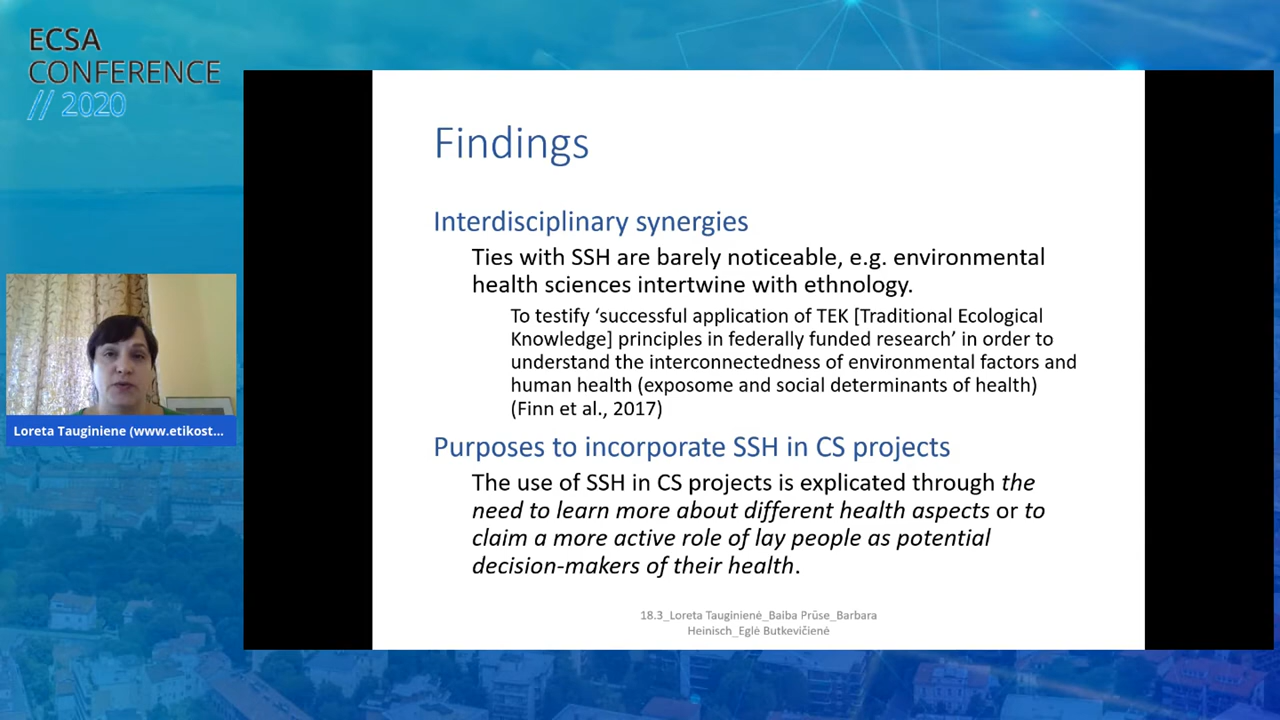 ECSA
CONFERENCE
// 2020
Findings
Interdisciplinary synergies
Ties with SSH are barely noticeable, e.g. environmental
health sciences intertwine with ethnology.
To testify ‘successful application of TEK [Traditional Ecological
Knowledge] principles in federally funded research’ in order to
understand the interconnectedness of environmental factors and
human health (exposome and social determinants of health)
(Finn et al., 2017)
Purposes to incorporate SSH in CS projects
The use of SSH in CS projects is explicated through the
need to learn more about different health aspects or to
claim a more active role of lay people as potential
decision-makers of their health.
18.3_Loreta Tauginienė_Baiba Prūse_Barbara
Heinisch_Eglė Butkevičienė
Loreta Tauginiene (www.etikost...